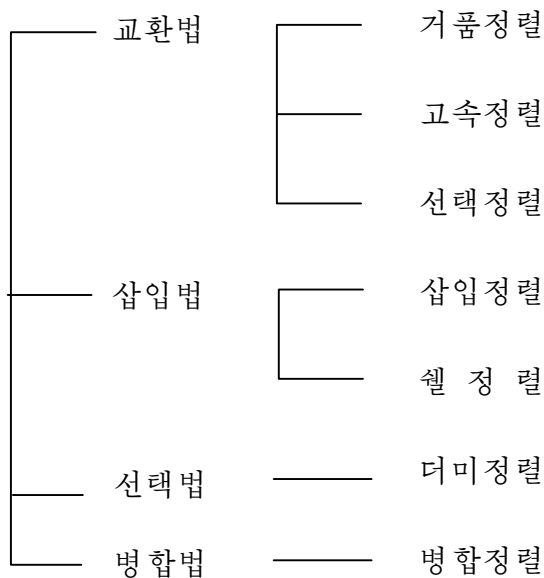 교환법 거품정렬
고속정렬
선택정렬
삽입법 삽입정렬
쉘 정 렬
선택법 더미정렬
병합법 병합정렬